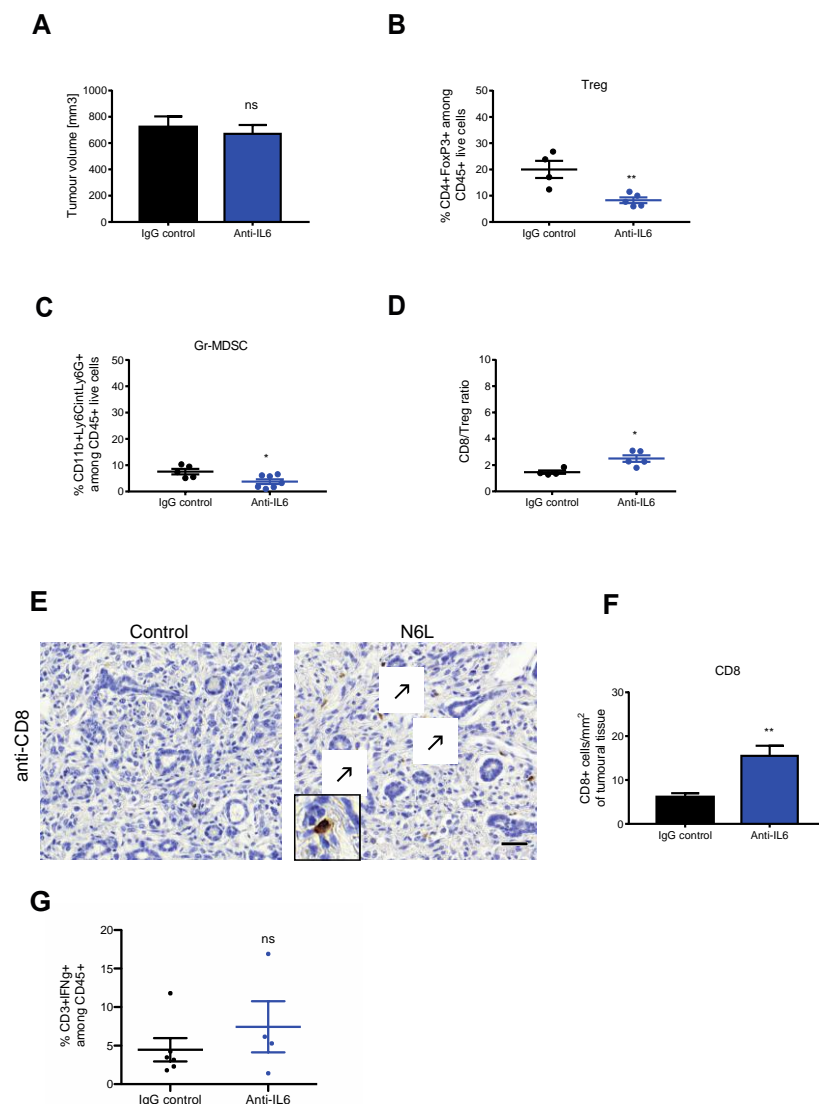 A
Tumour volume [mm3]
1000
800
600
400
200
0
ns
IgG control
Anti-IL6
B
Treg
% CD4+FoxP3+ among
CD45+ live cells
50
40
30
20
10
0
**
IgG control
Anti-IL6
C
Gr-MDSC
% CD11b+Ly6CintLy6G+
among CD45+ live cells
50
40
30
20
10
0
*
IgG control
Anti-IL6
D
CD8/Treg ratio
10
8
6
4
2
0
*
IgG control
Anti-IL6
E
Control
N6L
anti-CD8
F
CD8
CD8+ cells/mm2
of tumoural tissue
30
20
10
0
**
IgG control
Anti-IL6
G
% CD3+IFNg+
among CD45+
20
15
10
5
0
ns
IgG control
Anti-IL6